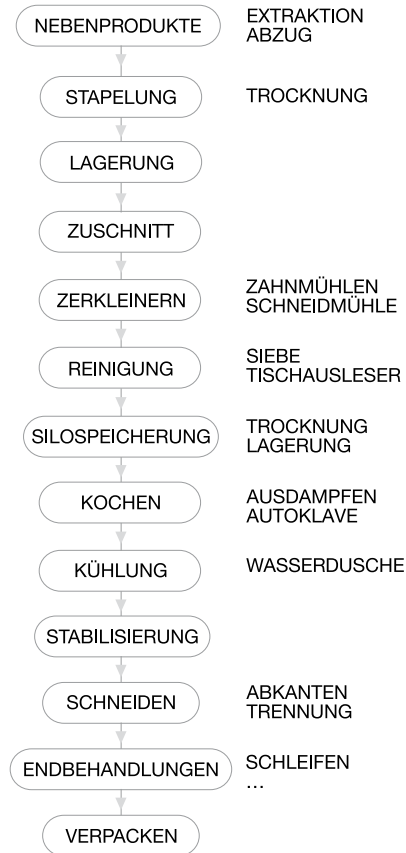 NEBENPRODUKTE
EXTRAKTION
ABZUG
STAPELUNG
TROCKNUNG
LAGERUNG
ZUSCHNITT
ZERKLEINERN
ZAHNMÜHLEN
SCHNEIDMÜHLE
REINIGUNG
SIEBE
TISCHAUSLESER
SILOSPEICHERUNG
TROCKNUNG
LAGERUNG
KOCHEN
AUSDAMPFEN
AUTOKLAVE
KÜHLUNG
WASSERDUSCHE
STABILISIERUNG
SCHNEIDEN
ABKANTEN
TRENNUNG
ENDBEHANDLUNGEN
SCHLEIFEN
...
VERPACKEN